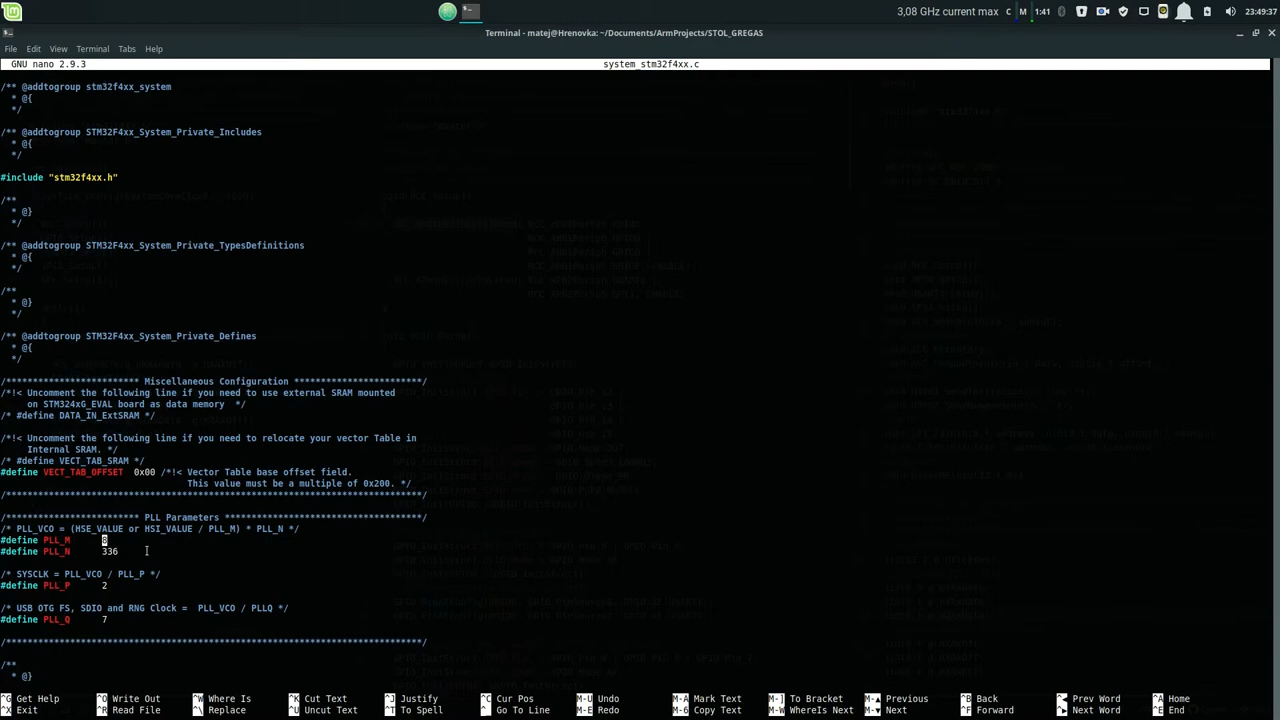 3,08 GHz current max C M 1:41 23:49:37
Terminal - matej@Hrenovka: ~/Documents/ArmProjects/STOL_GREGAS
File Edit View Terminal Tabs Help
GNU nano 2.9.3 system_stm32f4xx.c
/** @addtogroup stm32f4xx_system
* @{
*/
/** @addtogroup STM32F4xx_System_Private_Includes
* @{
*/
#include "stm32f4xx.h"
/**
* @}
*/
/** @addtogroup STM32F4xx_System_Private_TypesDefinitions
* @{
*/
/**
* @}
*/
/** @addtogroup STM32F4xx_System_Private_Defines
* @{
*/
/************************* Miscellaneous Configuration ************************/
/*!< Uncomment the following line if you need to use external SRAM mounted
on STM324xG_EVAL board as data memory */
/* #define DATA_IN_ExtSRAM */
/*!< Uncomment the following line if you need to relocate your vector Table in
Internal SRAM. */
/* #define VECT_TAB_SRAM */
#define VECT_TAB_OFFSET 0x00 /*!< Vector Table base offset field.
This value must be a multiple of 0x200. */
/******************************************************************************/
/************************* PLL Parameters *************************************/
/* PLL_VCO = (HSE_VALUE or HSI_VALUE / PLL_M) * PLL_N */
#define PLL_M 8
#define PLL_N 336
/* SYSCLK = PLL_VCO / PLL_P */
#define PLL_P 2
/* USB OTG FS, SDIO and RNG Clock = PLL_VCO / PLLQ */
#define PLL_Q 7
/******************************************************************************/
/**
* @}
^G Get Help ^O Write Out ^W Where Is ^K Cut Text ^J Justify ^C Cur Pos M-U Undo M-A Mark Text M-] To Bracket M-▲ Previous ^B Back ^◀ Prev Word ^A Home
^X Exit ^R Read File ^\ Replace ^U Uncut Text ^T To Spell ^_ Go To Line M-E Redo M-6 Copy Text M-W WhereIs Next M-▼ Next ^F Forward ^▶ Next Word ^E End